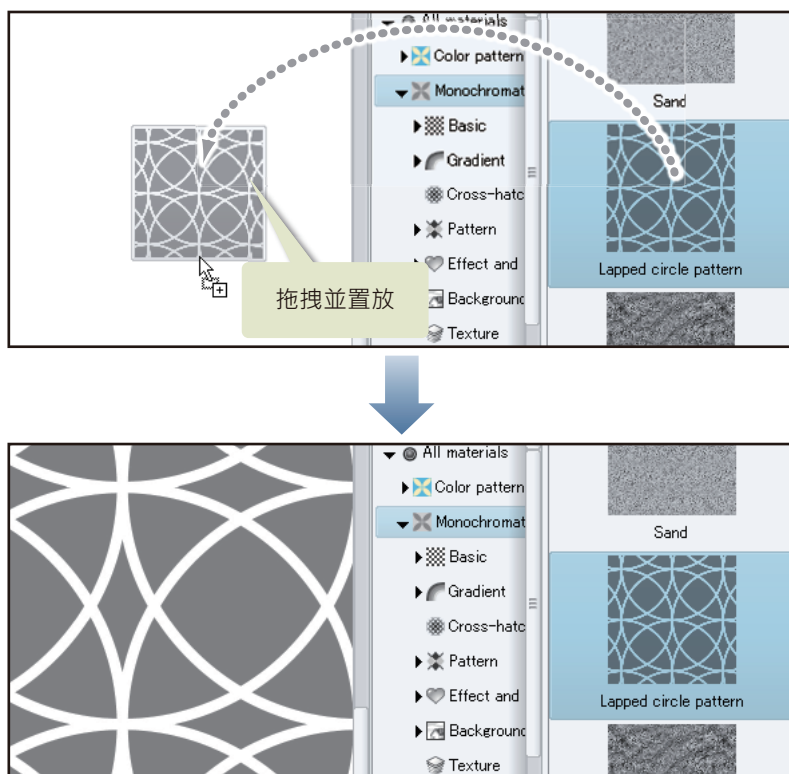 All materials
Color pattern
Monochromat
Basic
Gradient
Cross-hatc
Pattern
Effect and
Background
Texture
Sand
Lapped circle pattern
拖拽並置放
All materials
Color pattern
Monochromat
Basic
Gradient
Cross-hatc
Pattern
Effect and
Background
Texture
Sand
Lapped circle pattern